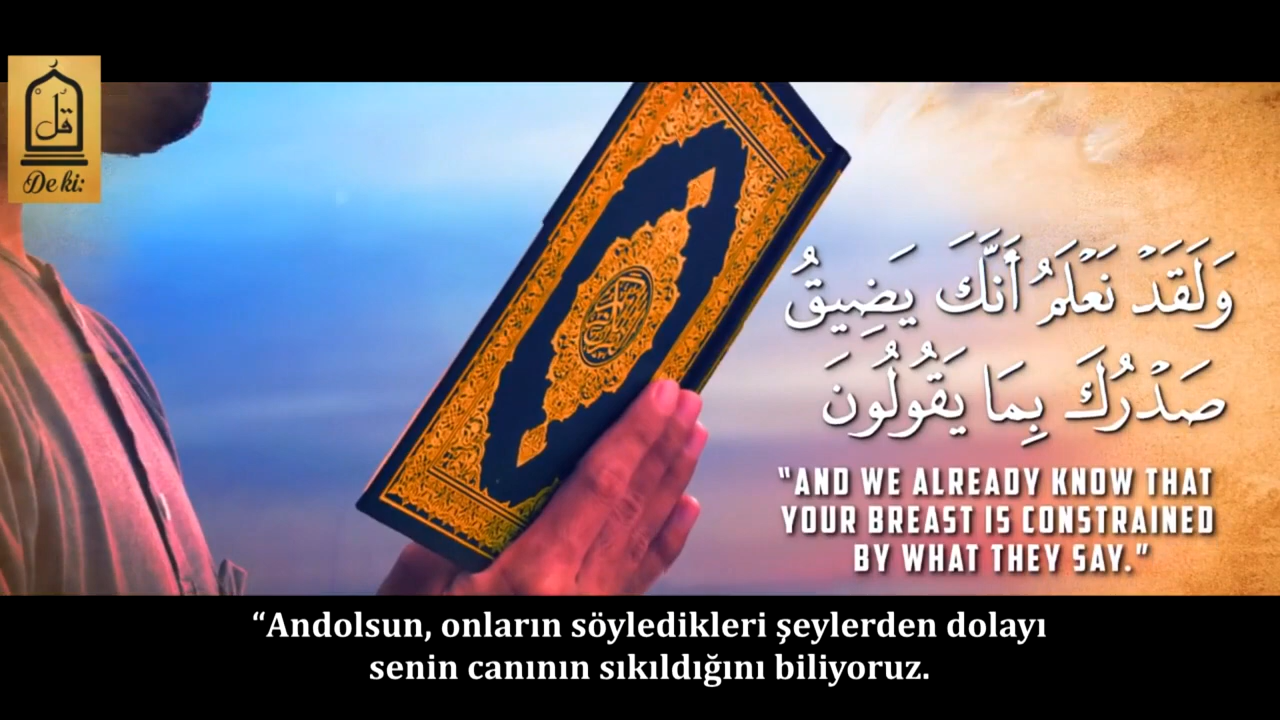 قُلْ
De ki:
وَلَقَدْ نَعْلَمُ أَنَّكَ يَضِيقُ
صَدْرُكَ بِمَا يَقُولُونَ
“AND WE ALREADY KNOW THAT
YOUR BREAST IS CONSTRAINED
BY WHAT THEY SAY.”
“Andolsun, onların söyledikleri şeylerden dolayı
senin canının sıkıldığını biliyoruz.